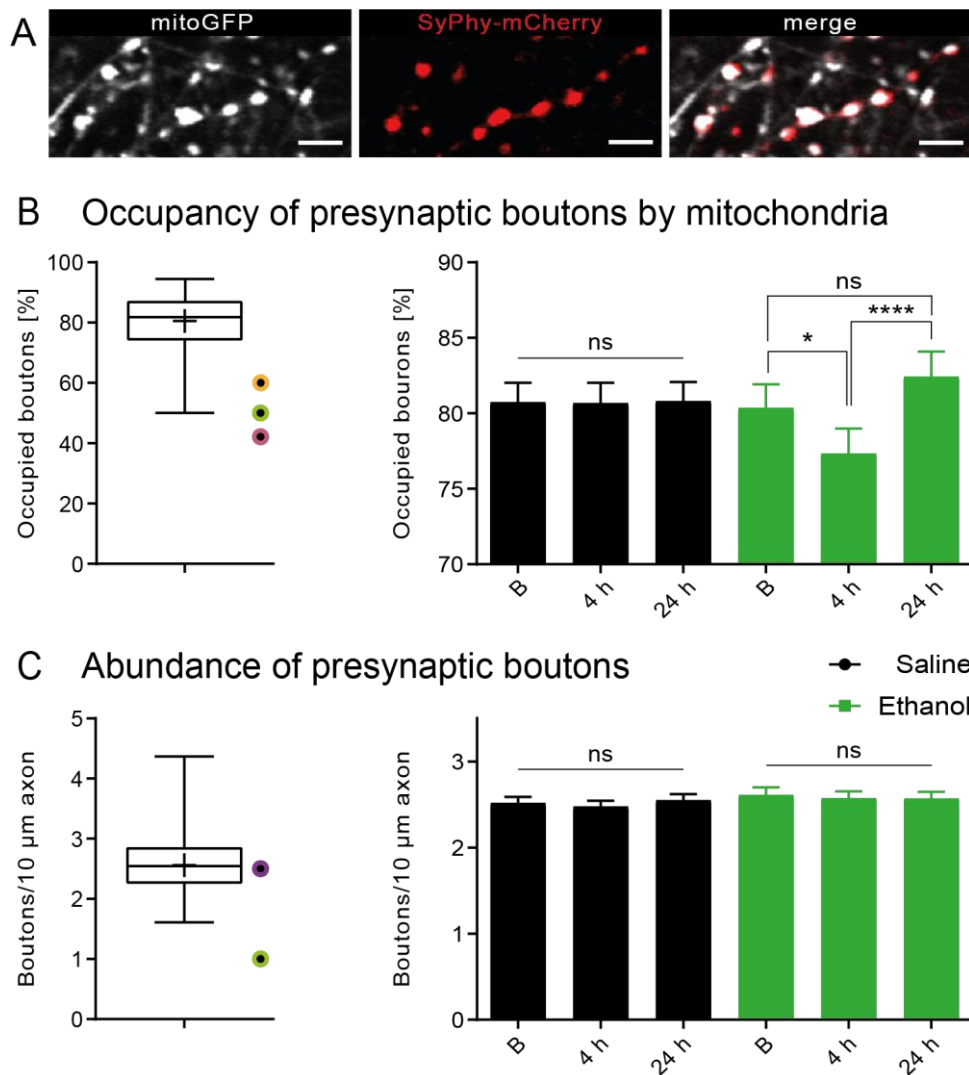 A
mitoGFP
SyPhy-mCherry
merge
B Occupancy of presynaptic boutons by mitochondria
Occupied boutons [%]
100
80
60
40
20
0
Occupied bourons [%]
90
85
80
75
70
ns
ns
*
****
B
4 h
24 h
B
4 h
24 h
C Abundance of presynaptic boutons
Saline
Ethanol
Boutons/10 µm axon
5
4
3
2
1
0
Boutons/10 µm axon
3
2
1
0
ns
ns
B
4 h
24 h
B
4 h
24 h